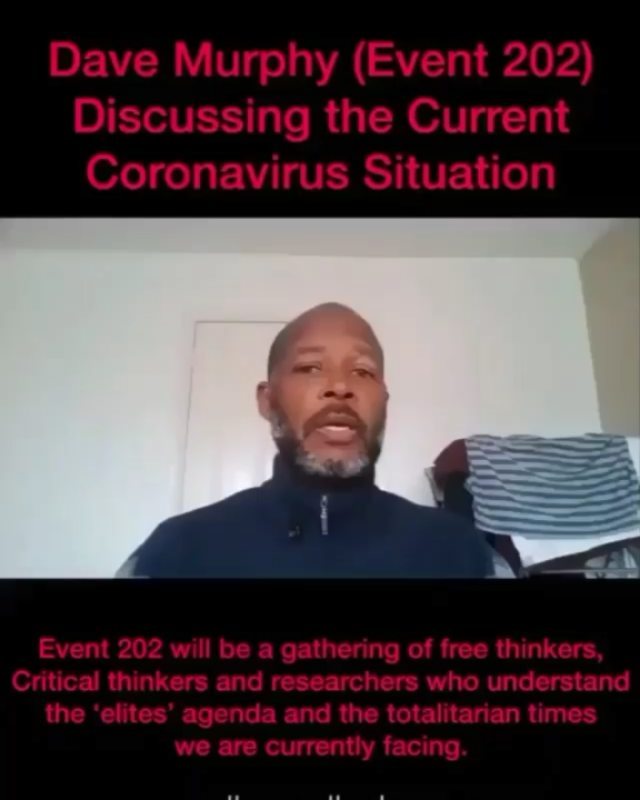 Dave Murphy (Event 202)
Discussing the Current
Coronavirus Situation
Event 202 will be a gathering of free thinkers,
Critical thinkers and researchers who understand
the 'elites' agenda and the totalitarian times
we are currently facing.